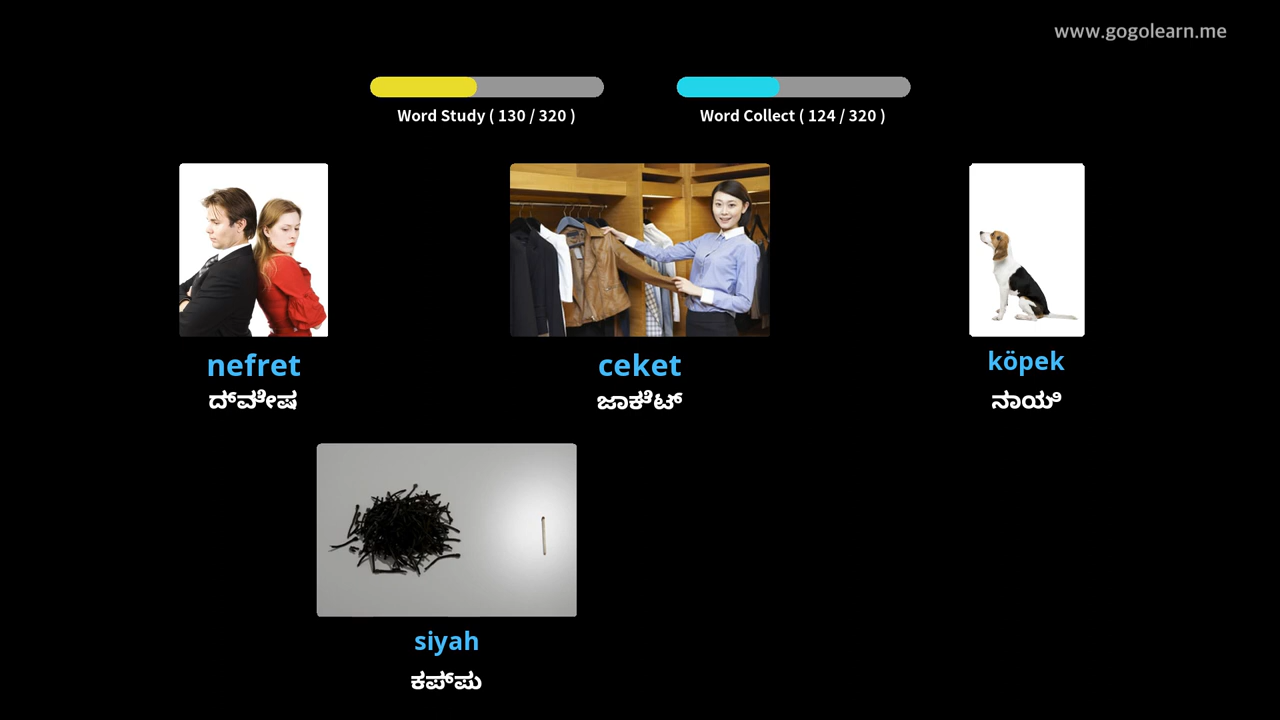 www.gogolearn.me
Word Study ( 130 / 320 )
Word Collect ( 124 / 320 )
nefret
ದ್ವೇಷ
ceket
ಜಾಕೆಟ್
köpek
ನಾಯಿ
siyah
ಕಪ್ಪು